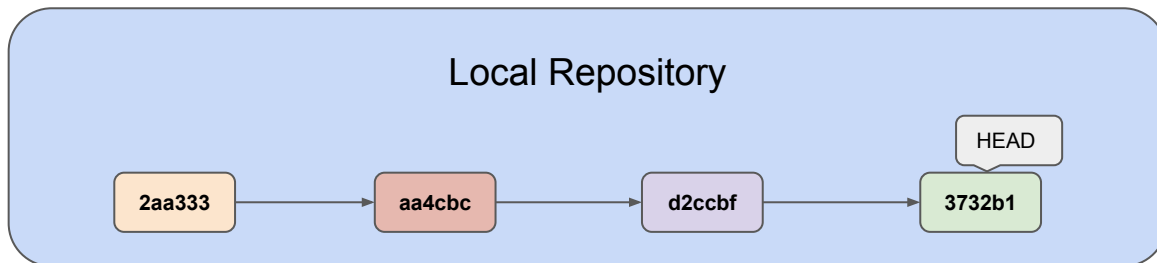 Local Repository
HEAD
2aa333
aa4cbc
d2ccbf
3732b1